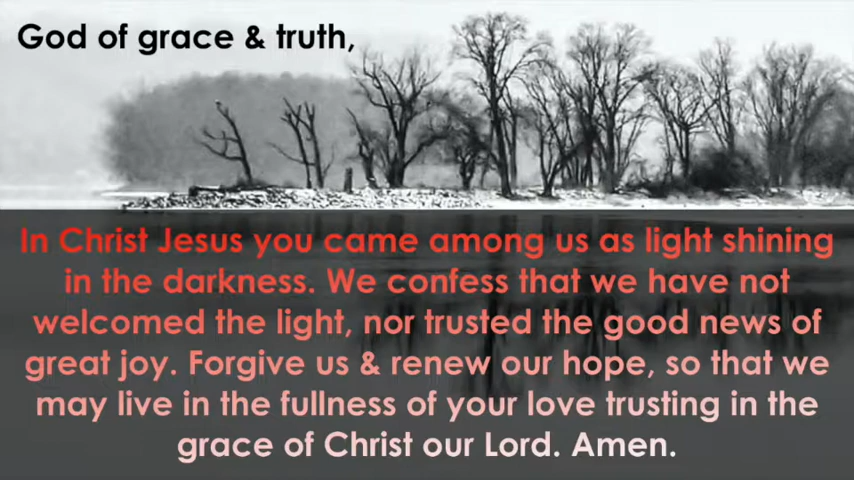 God of grace & truth,
In Christ Jesus you came among us as light shining
in the darkness. We confess that we have not
welcomed the light, nor trusted the good news of
great joy. Forgive us & renew our hope, so that we
may live in the fullness of your love trusting in the
grace of Christ our Lord. Amen.